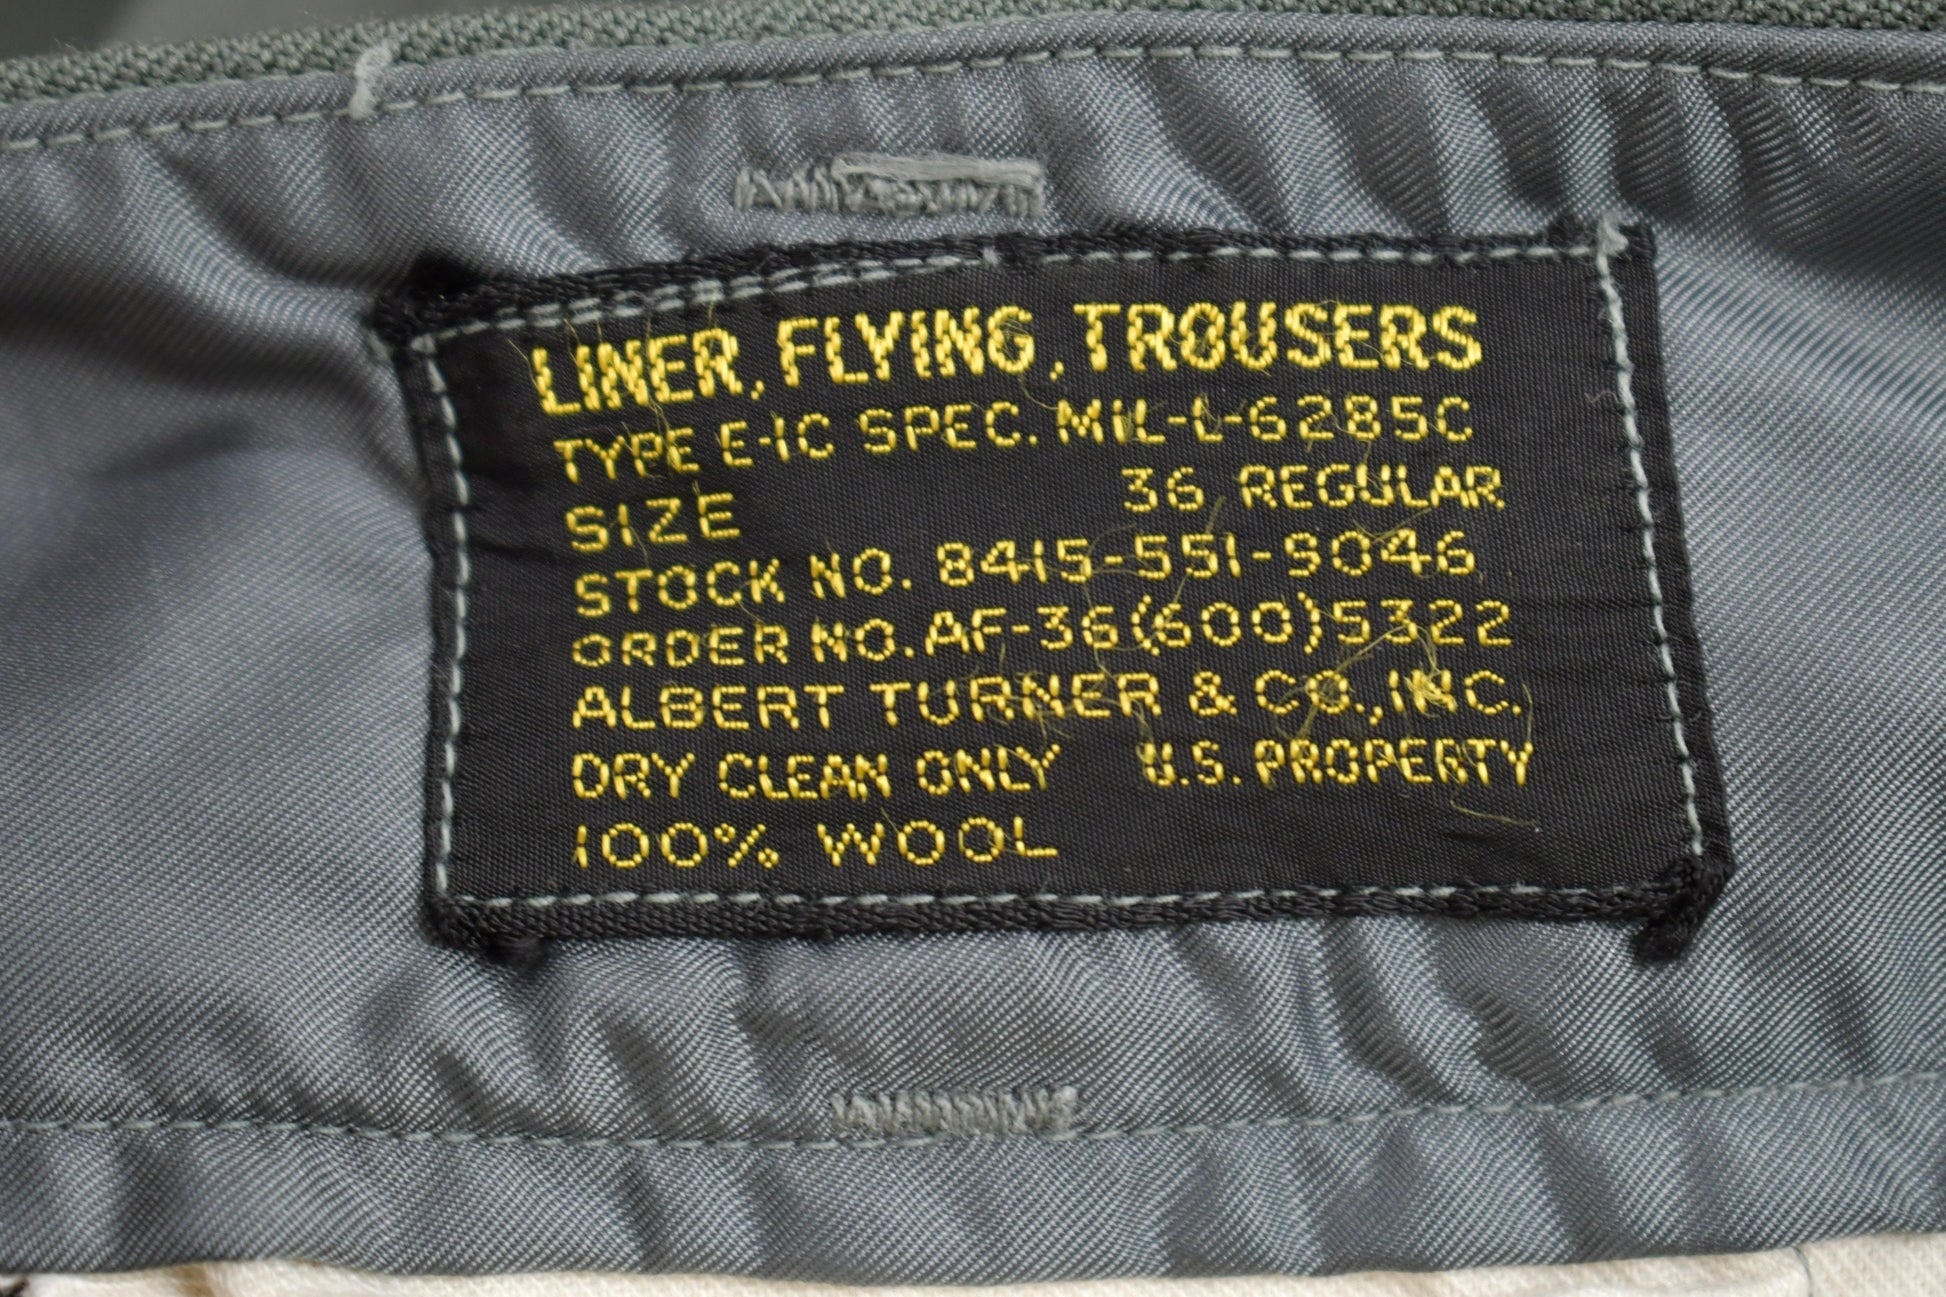 LINER, FLYING, TROUSERS
TYPE E-1C SPEC. MIL-L-6285C
SIZE 36 REGULAR
STOCK NO. 8415-551-9046
ORDER NO. AF-36(600)5322
ALBERT TURNER & CO., INC.
DRY CLEAN ONLY U.S. PROPERTY
100% WOOL